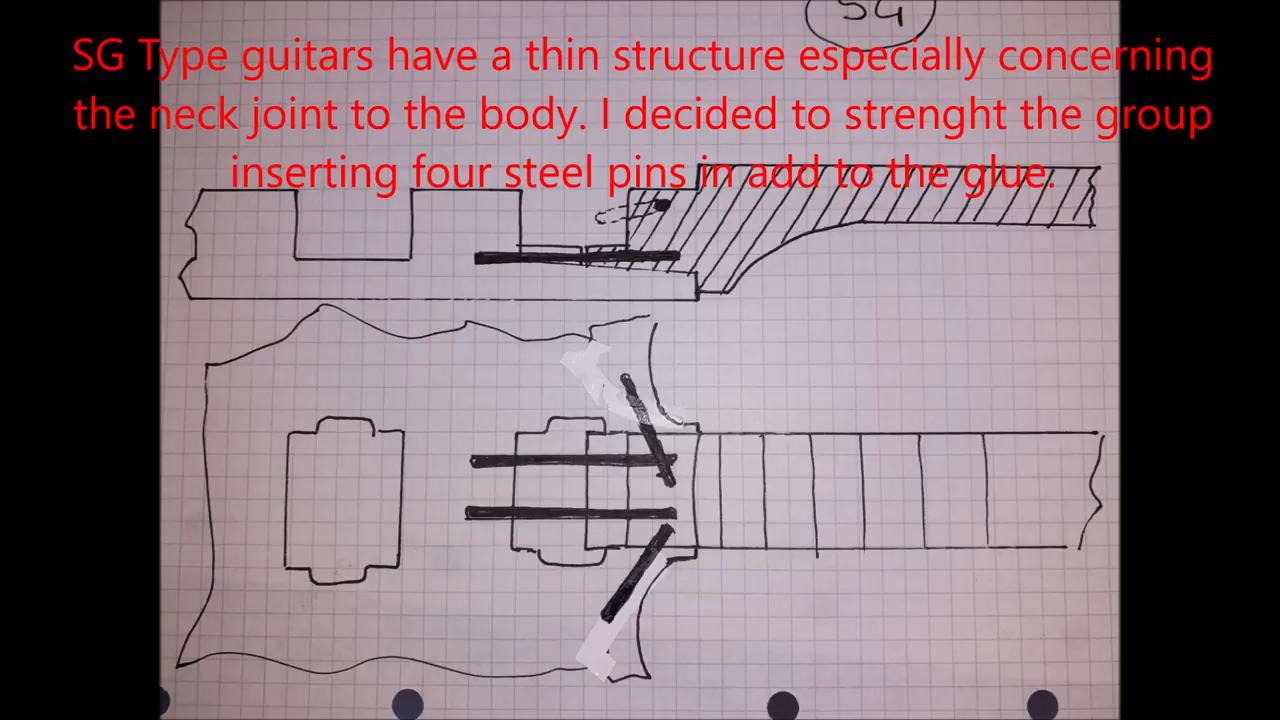 SG
SG Type guitars have a thin structure especially concerning
the neck joint to the body. I decided to strenght the group
inserting four steel pins in add to the glue.